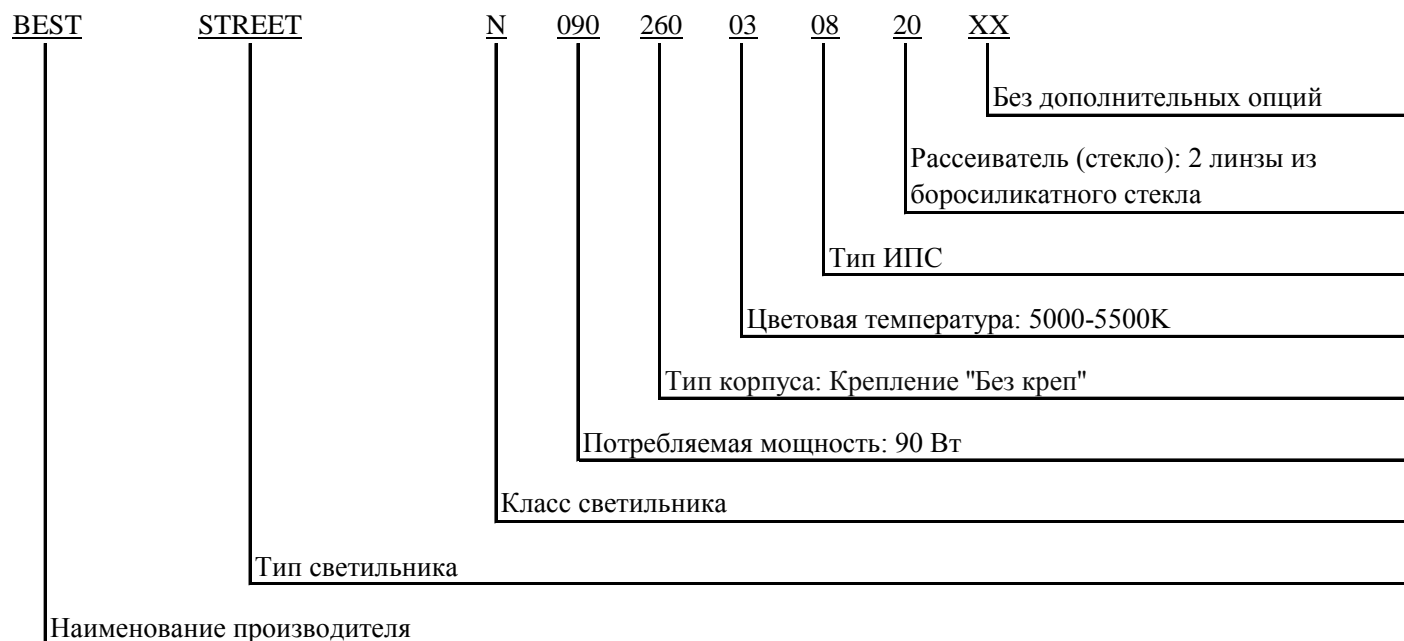 BEST STREET N 090 260 03 08 20 XX
Без дополнительных опций
Рассеиватель (стекло): 2 линзы из
боросиликатного стекла
Тип ИПС
Цветовая температура: 5000-5500K
Тип корпуса: Крепление "Без креп"
Потребляемая мощность: 90 Вт
Класс светильника
Тип светильника
Наименование производителя